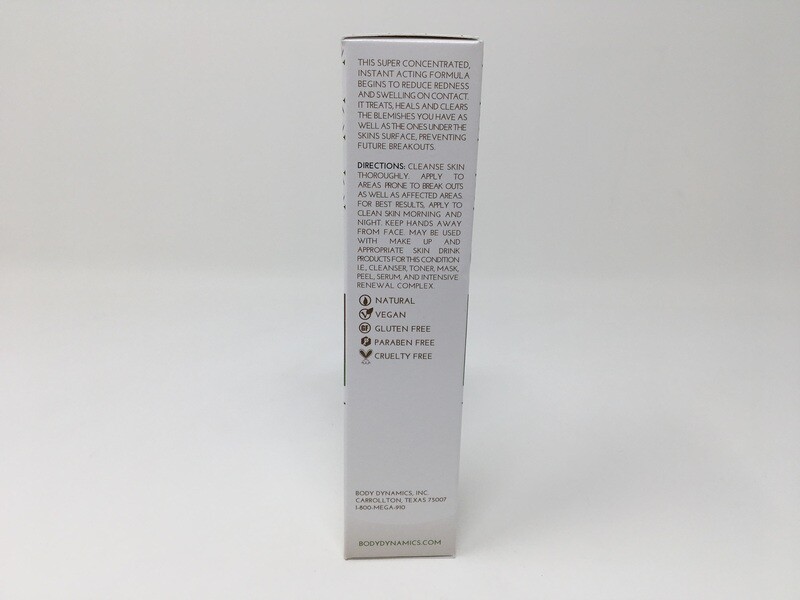 THIS SUPER CONCENTRATED,
INSTANT ACTING FORMULA
BEGINS TO REDUCE REDNESS
AND SWELLING ON CONTACT.
IT TREATS, HEALS AND CLEARS
THE BLEMISHES YOU HAVE AS
WELL AS THE ONES UNDER THE
SKINS SURFACE, PREVENTING
FUTURE BREAKOUTS.
DIRECTIONS: CLEANSE SKIN
THOROUGHLY. APPLY TO
AREAS PRONE TO BREAK OUTS
AS WELL AS AFFECTED AREAS.
FOR BEST RESULTS, APPLY TO
CLEAN SKIN MORNING AND
NIGHT. KEEP HANDS AWAY
FROM FACE. MAY BE USED
WITH MAKE UP AND
APPROPRIATE SKIN DRINK
PRODUCTS FOR THIS CONDITION
I.E., CLEANSER, TONER, MASK,
PEEL, SERUM, AND INTENSIVE
RENEWAL COMPLEX.
NATURAL
VEGAN
GF GLUTEN FREE
P PARABEN FREE
CRUELTY FREE
BODY DYNAMICS, INC.
CARROLLTON, TEXAS 75007
1-800-MEGA-910
BODYDYNAMICS.COM